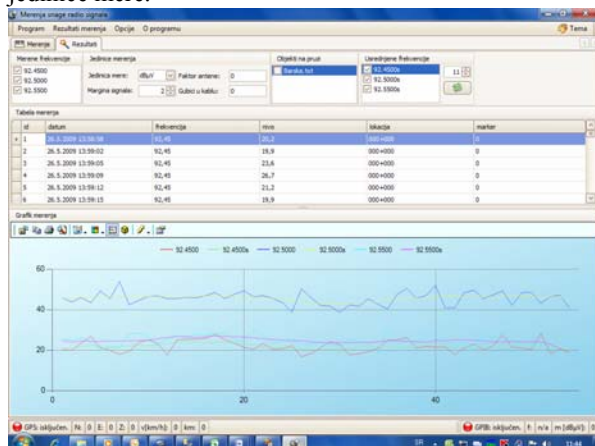 jedinice mere.
Merenja snage radio signala
Program Rezultati merenja Opcije O programu Tema
Merenja Rezultati
Merene frekvencije Jedinica merenja Objekti na pruzi Usrednjene frekvencije
92.4500 Jedinica mere: dBµV Faktor antene: 0 Baraka.txt 92.4500s 11
92.5000 Margina signala: 2 Gubici u kablu: 0 92.5000s
92.5500 92.5500s
Tabela merenja
id datum frekvencija nivo lokacija marker
1 26.5.2009 13:58:58 92,45 20,2 000+000 0
2 26.5.2009 13:59:02 92,45 19,9 000+000 0
3 26.5.2009 13:59:05 92,45 23,6 000+000 0
4 26.5.2009 13:59:09 92,45 26,7 000+000 0
5 26.5.2009 13:59:12 92,45 21,2 000+000 0
6 26.5.2009 13:59:15 92,45 19,9 000+000 0
Grafik merenja
92.4500 92.4500s 92.5000 92.5000s 92.5500 92.5500s
60
40
20
0
0 20 40
GPS: isključen. N: 0 E: 0 Z: 0 v(km/h): 0 km: 0 GPIB: isključen. f: n/a m [dBµV]: 0
SR 11:44